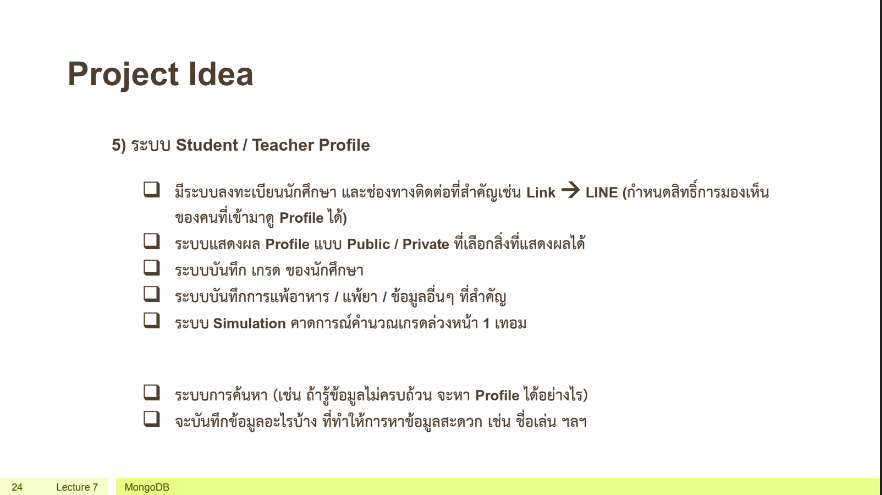 Project Idea
5) ระบบ Student / Teacher Profile
มีระบบลงทะเบียนนักศึกษา และช่องทางติดต่อที่สำคัญเช่น Link → LINE (กำหนดสิทธิ์การมองเห็น
ของคนที่เข้ามาดู Profile ได้)
ระบบแสดงผล Profile แบบ Public / Private ที่เลือกสิ่งที่แสดงผลได้
ระบบบันทึก เกรด ของนักศึกษา
ระบบบันทึกการแพ้อาหาร / แพ้ยา / ข้อมูลอื่นๆ ที่สำคัญ
ระบบ Simulation คาดการณ์คำนวณเกรดล่วงหน้า 1 เทอม
ระบบการค้นหา (เช่น ถ้ารู้ข้อมูลไม่ครบถ้วน จะหา Profile ได้อย่างไร)
จะบันทึกข้อมูลอะไรบ้าง ที่ทำให้การหาข้อมูลสะดวก เช่น ชื่อเล่น ฯลฯ
24 Lecture 7 MongoDB